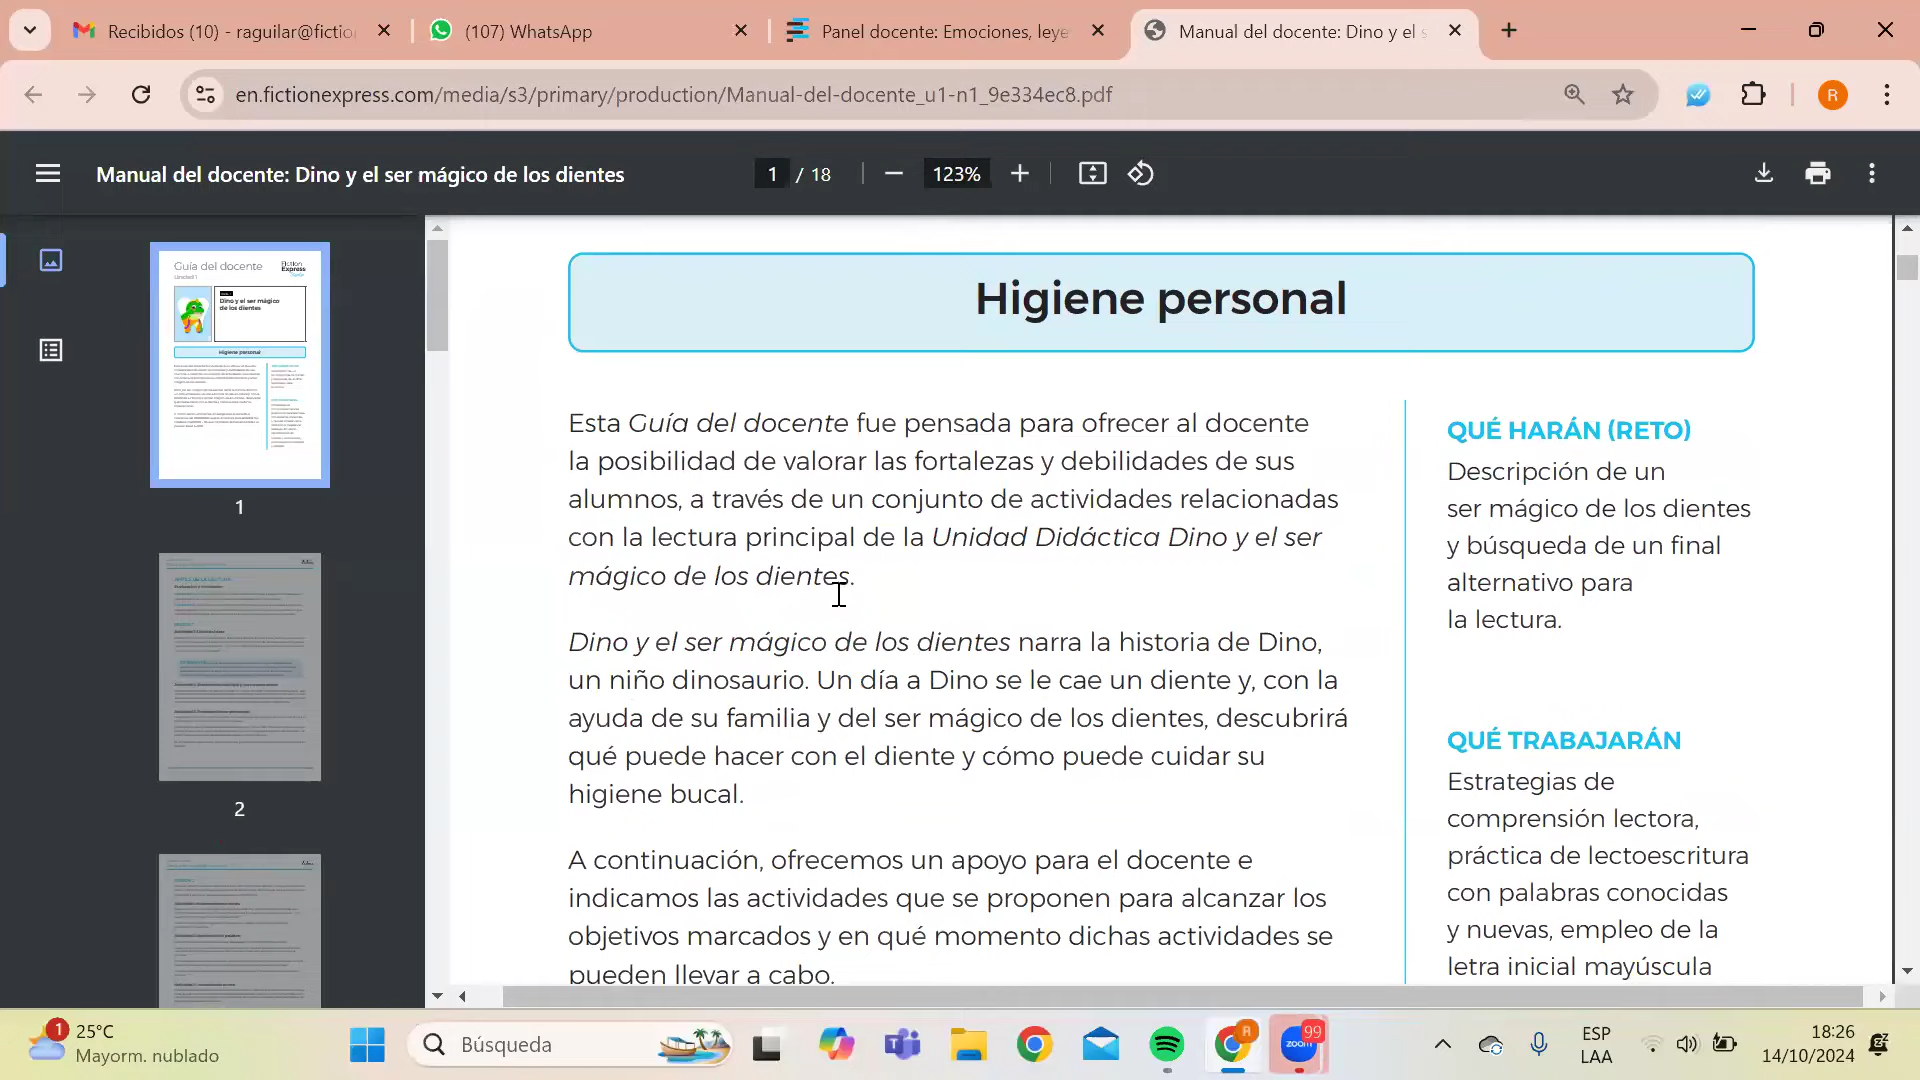 Recibidos (10) - raguilar@fictio
(107) WhatsApp
Panel docente: Emociones, leye
Manual del docente: Dino y el s
en.fictionexpress.com/media/s3/primary/production/Manual-del-docente_u1-n1_9e334ec8.pdf
R
Manual del docente: Dino y el ser mágico de los dientes
1 / 18
123%
Guía del docente
Unidad 1
Fiction
Express
Dino y el ser mágico
de los dientes
Higiene personal
1
2
Higiene personal
Esta Guía del docente fue pensada para ofrecer al docente
la posibilidad de valorar las fortalezas y debilidades de sus
alumnos, a través de un conjunto de actividades relacionadas
con la lectura principal de la Unidad Didáctica Dino y el ser
mágico de los dientes.
Dino y el ser mágico de los dientes narra la historia de Dino,
un niño dinosaurio. Un día a Dino se le cae un diente y, con la
ayuda de su familia y del ser mágico de los dientes, descubrirá
qué puede hacer con el diente y cómo puede cuidar su
higiene bucal.
A continuación, ofrecemos un apoyo para el docente e
indicamos las actividades que se proponen para alcanzar los
objetivos marcados y en qué momento dichas actividades se
pueden llevar a cabo.
QUÉ HARÁN (RETO)
Descripción de un
ser mágico de los dientes
y búsqueda de un final
alternativo para
la lectura.
QUÉ TRABAJARÁN
Estrategias de
comprensión lectora,
práctica de lectoescritura
con palabras conocidas
y nuevas, empleo de la
letra inicial mayúscula
1
25°C
Mayorm. nublado
Búsqueda
R
zoom
99
ESP
LAA
18:26
14/10/2024